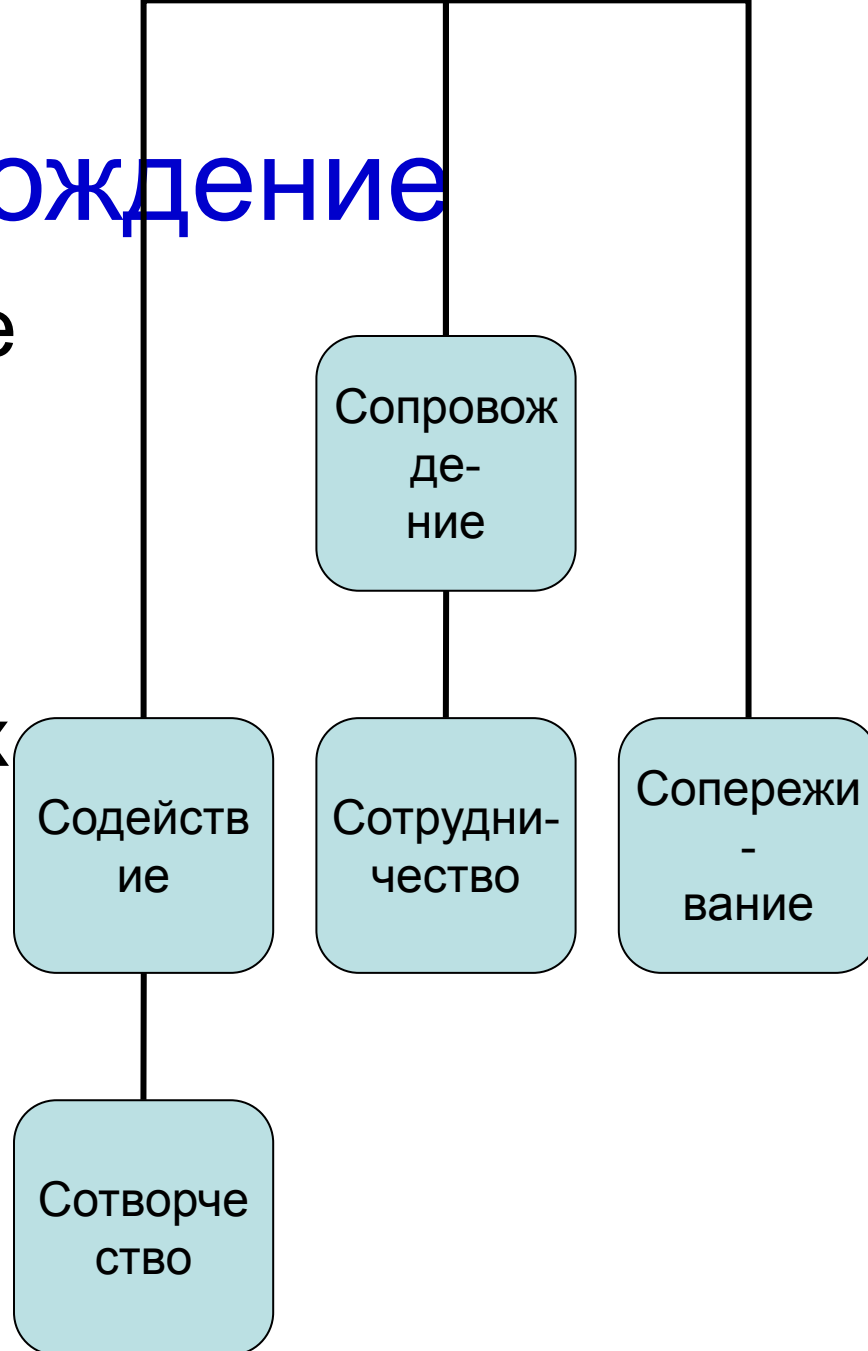 ождение
е
Сопровож
де-
ние
х
Содейств
ие
Сотрудни-
чество
Сопережи
-
вание
Сотворче
ство